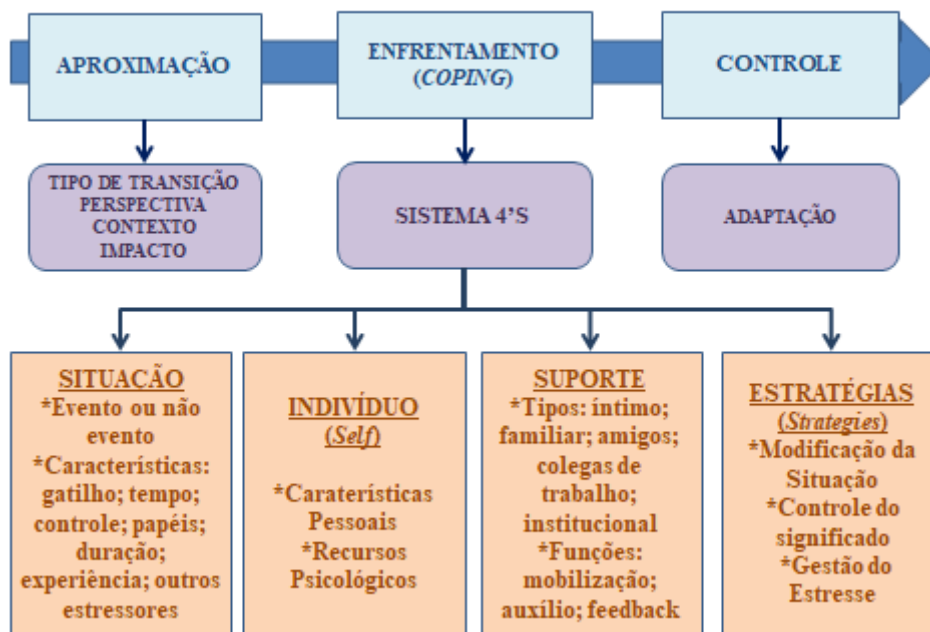 APROXIMAÇÃO
ENFRENTAMENTO
(COPING)
CONTROLE
TIPO DE TRANSIÇÃO
PERSPECTIVA
CONTEXTO
IMPACTO
SISTEMA 4’S
ADAPTAÇÃO
SITUAÇÃO
*Evento ou não
evento
*Características:
gatilho; tempo;
controle; papéis;
duração;
experiência; outros
estressores
INDIVÍDUO
(Self)
*Caraterísticas
Pessoais
*Recursos
Psicológicos
SUPORTE
*Tipos: íntimo;
familiar; amigos;
colegas de
trabalho;
institucional
*Funções:
mobilização;
auxílio; feedback
ESTRATÉGIAS
(Strategies)
*Modificação da
Situação
*Controle do
significado
*Gestão do
Estresse